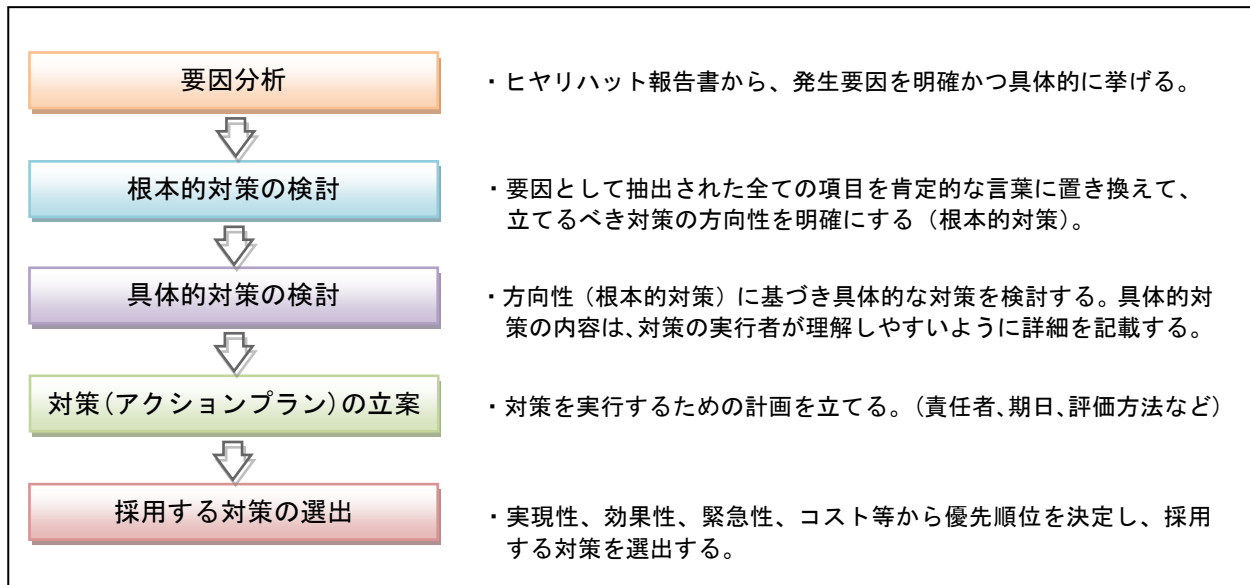 要因分析
・ヒヤリハット報告書から、発生要因を明確かつ具体的に挙げる。
根本的対策の検討
・要因として抽出された全ての項目を肯定的な言葉に置き換えて、
立てるべき対策の方向性を明確にする（根本的対策）。
具体的対策の検討
・方向性（根本的対策）に基づき具体的な対策を検討する。具体的対
策の内容は、対策の実行者が理解しやすいように詳細を記載する。
対策（アクションプラン）の立案
・対策を実行するための計画を立てる。（責任者、期日、評価方法など）
採用する対策の選出
・実現性、効果性、緊急性、コスト等から優先順位を決定し、採用
する対策を選出する。